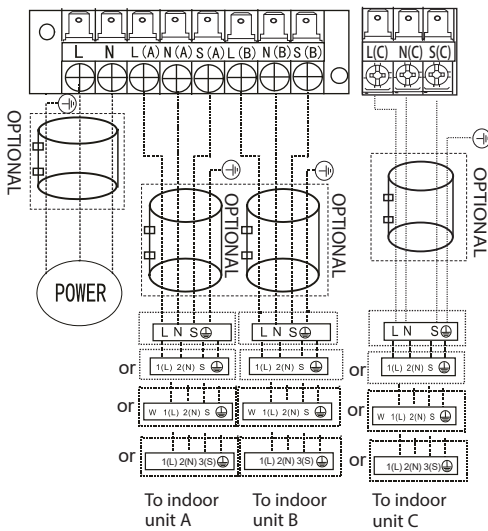 L N L(A) N(A) S(A) L(B) N(B) S(B)
L(C) N(C) S(C)
OPTIONAL
OPTIONAL
OPTIONAL
OPTIONAL
POWER
L N S
L N S
L N S
or
1(L) 2(N) S
1(L) 2(N) S
or
1(L) 2(N) S
or
W 1(L) 2(N) S
W 1(L) 2(N) S
or
W 1(L) 2(N) S
or
1(L) 2(N) 3(S)
1(L) 2(N) 3(S)
or
1(L) 2(N) 3(S)
To indoor
unit A
To indoor
unit B
To indoor
unit C